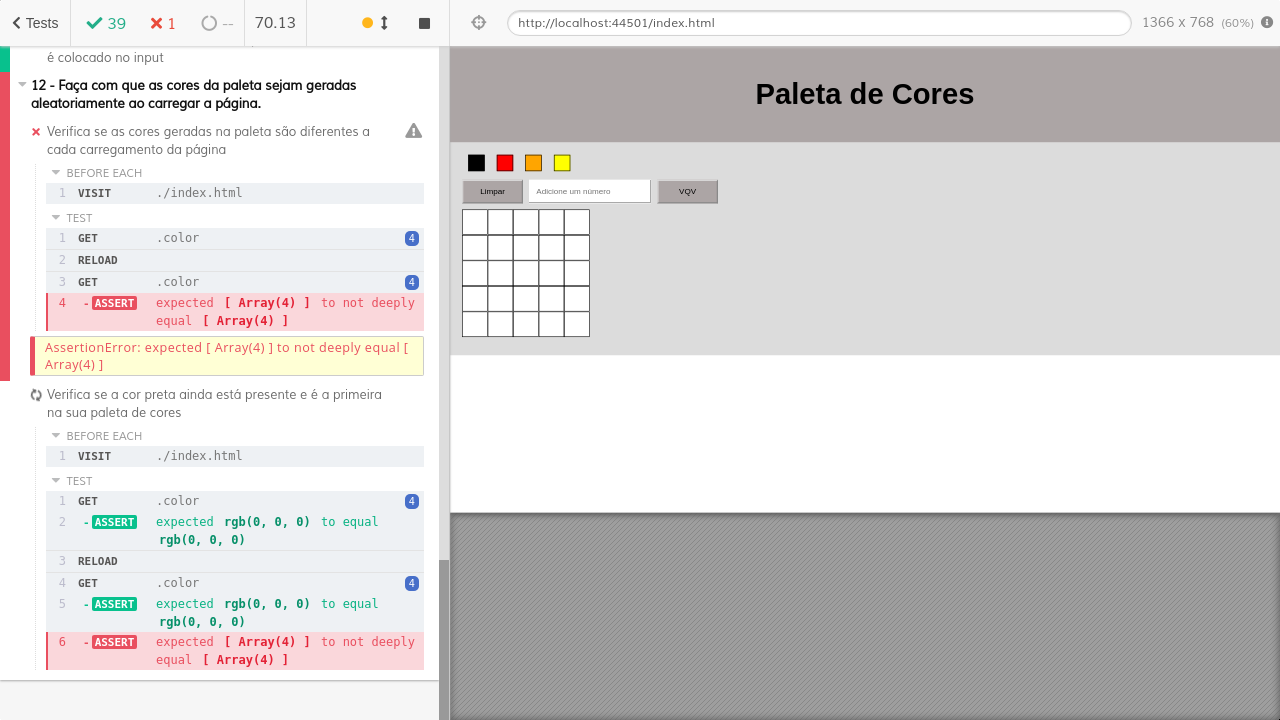 Tests
39
1
--
70.13
http://localhost:44501/index.html
1366 x 768 (60%)
é colocado no input
12 - Faça com que as cores da paleta sejam geradas
aleatoriamente ao carregar a página.
Verifica se as cores geradas na paleta são diferentes a
cada carregamento da página
BEFORE EACH
1 VISIT ./index.html
TEST
1 GET .color 4
2 RELOAD
3 GET .color 4
4 - ASSERT expected [ Array(4) ] to not deeply
equal [ Array(4) ]
AssertionError: expected [ Array(4) ] to not deeply equal [
Array(4) ]
Verifica se a cor preta ainda está presente e é a primeira
na sua paleta de cores
BEFORE EACH
1 VISIT ./index.html
TEST
1 GET .color 4
2 - ASSERT expected rgb(0, 0, 0) to equal
rgb(0, 0, 0)
3 RELOAD
4 GET .color 4
5 - ASSERT expected rgb(0, 0, 0) to equal
rgb(0, 0, 0)
6 - ASSERT expected [ Array(4) ] to not deeply
equal [ Array(4) ]
Paleta de Cores
Limpar
Adicione um número
VQV